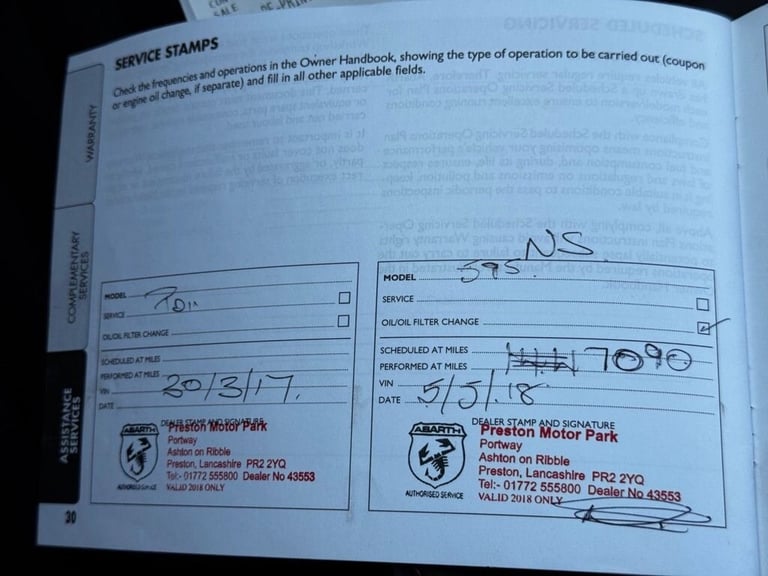 SERVICE STAMPS
Check the frequencies and operations in the Owner Handbook, showing the type of operation to be carried out (coupon
or engine oil change, if separate) and fill in all other applicable fields.
WARRANTY
COMPLEMENTARY
SERVICES
ASSISTANCE
SERVICES
MODEL
PDI
SERVICE
OIL/OIL FILTER CHANGE
SCHEDULED AT MILES
PERFORMED AT MILES
VIN
20/3/17.
DATE
DEALER STAMP AND SIGNATURE
ABARTH
AUTHORISED SERVICE
Preston Motor Park
Portway
Ashton on Ribble
Preston, Lancashire PR2 2YQ
Tel:- 01772 555800 Dealer No 43553
VALID 2018 ONLY
NS.
MODEL 595.
SERVICE
OIL/OIL FILTER CHANGE
SCHEDULED AT MILES
PERFORMED AT MILES 7090
VIN
DATE 5/5/.18
DEALER STAMP AND SIGNATURE
ABARTH
AUTHORISED SERVICE
Preston Motor Park
Portway
Ashton on Ribble
Preston, Lancashire PR2 2YQ
Tel:- 01772 555800 Dealer No 43553
VALID 2018 ONLY
30